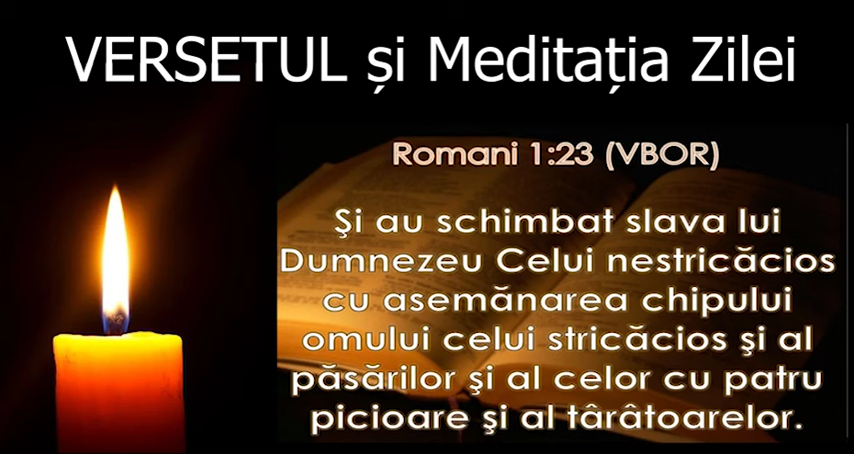 VERSETUL și Meditația Zilei
Romani 1:23 (VBOR)
Şi au schimbat slava lui
Dumnezeu Celui nestricăcios
cu asemănarea chipului
omului celui stricăcios şi al
păsărilor şi al celor cu patru
picioare şi al târâtoarelor.